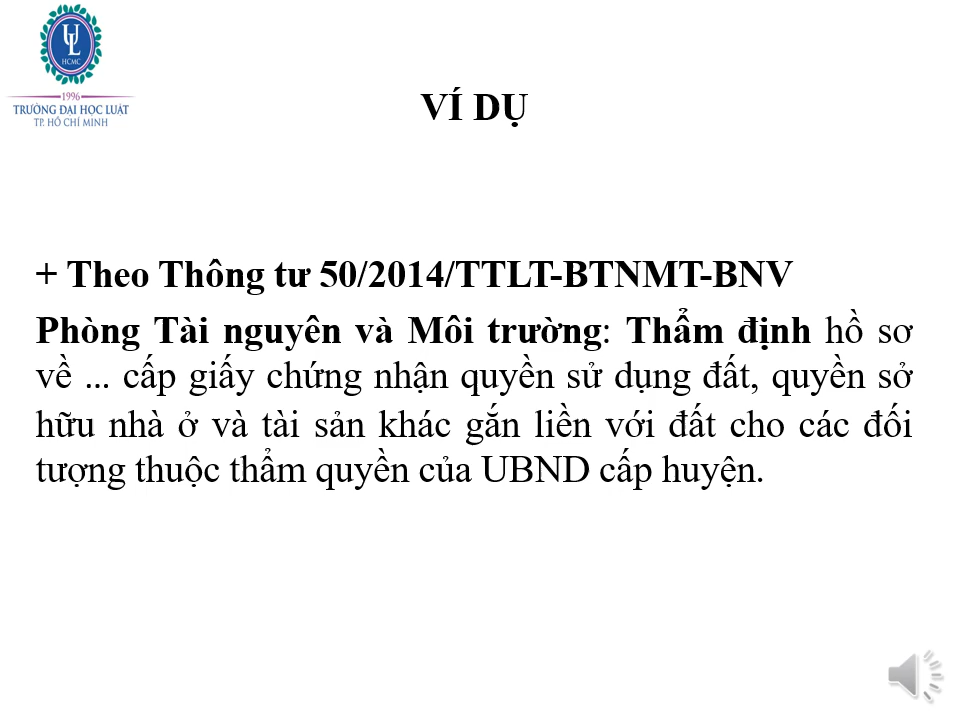 UL
HCMC
1996
TRƯỜNG ĐẠI HỌC LUẬT
TP. HỒ CHÍ MINH
VÍ DỤ
+ Theo Thông tư 50/2014/TTLT-BTNMT-BNV
Phòng Tài nguyên và Môi trường: Thẩm định hồ sơ
về ... cấp giấy chứng nhận quyền sử dụng đất, quyền sở
hữu nhà ở và tài sản khác gắn liền với đất cho các đối
tượng thuộc thẩm quyền của UBND cấp huyện.